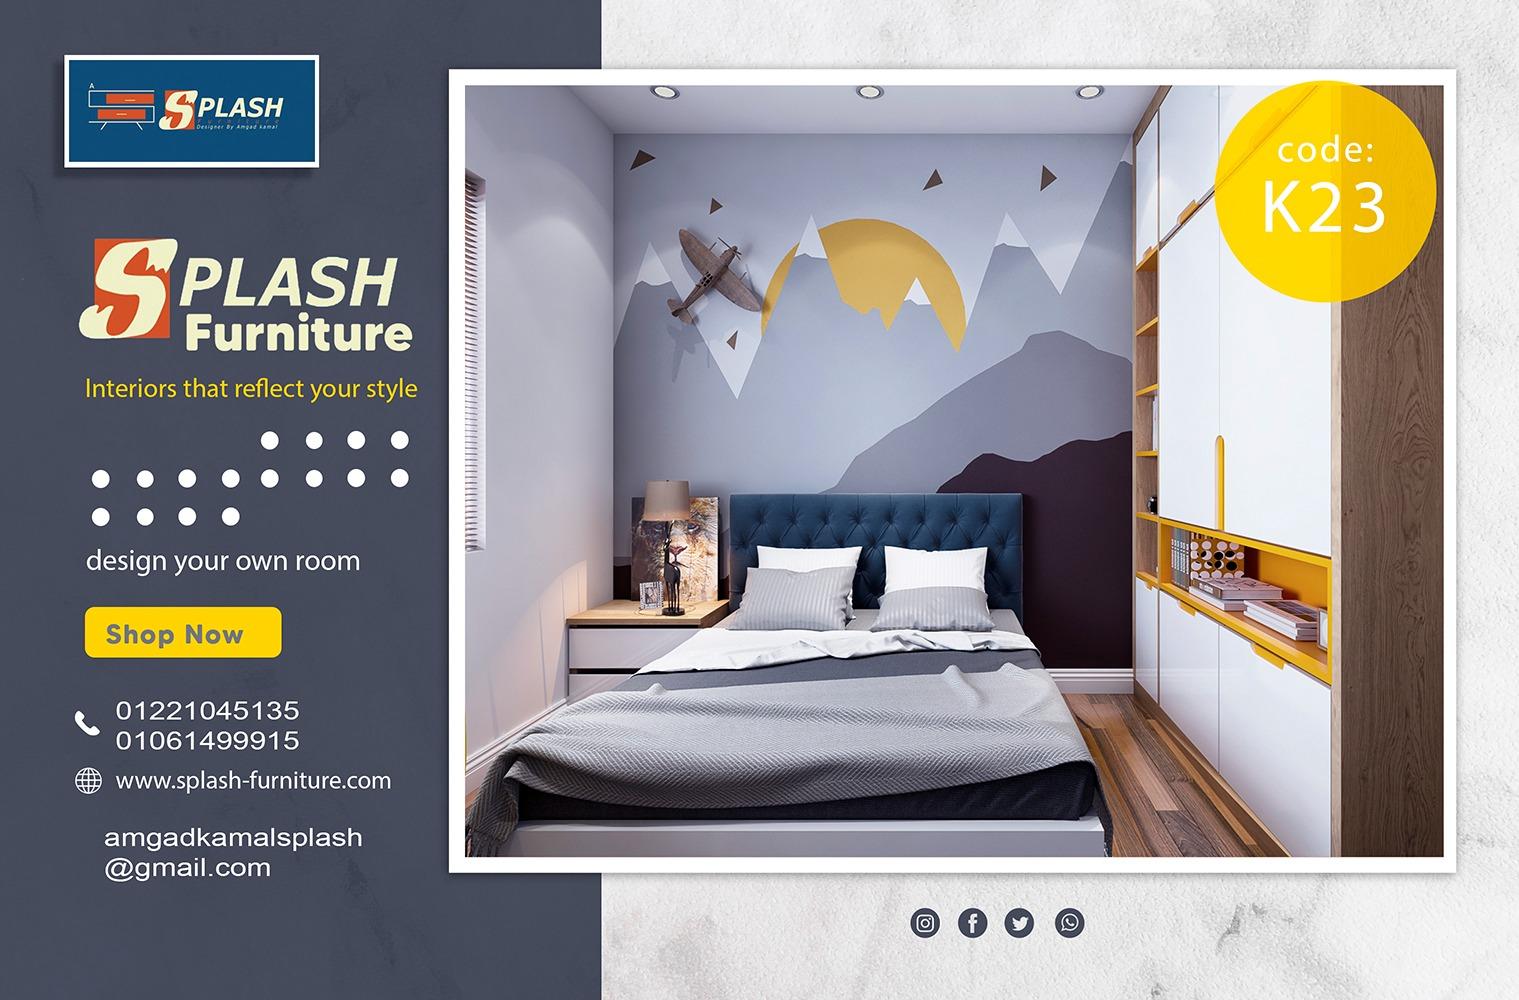 A
SPLASH
Furniture
Designer By Amgad kamal
SPLASH
Furniture
Interiors that reflect your style
design your own room
Shop Now
01221045135
01061499915
www.splash-furniture.com
amgadkamalsplash
@gmail.com
code:
K23